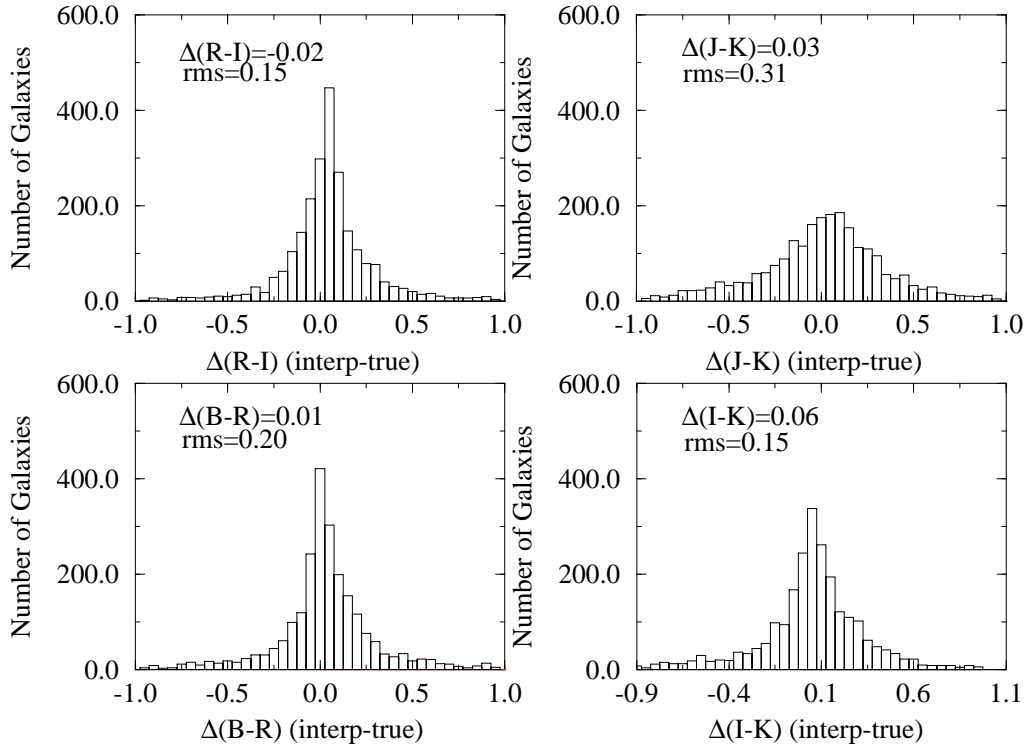 Number of Galaxies
600.0
400.0
200.0
0.0
Δ(R-I)=-0.02
rms=0.15
-1.0 -0.5 0.0 0.5 1.0
Δ(R-I) (interp-true)
Number of Galaxies
600.0
400.0
200.0
0.0
Δ(J-K)=0.03
rms=0.31
-1.0 -0.5 0.0 0.5 1.0
Δ(J-K) (interp-true)
Number of Galaxies
600.0
400.0
200.0
0.0
Δ(B-R)=0.01
rms=0.20
-1.0 -0.5 0.0 0.5 1.0
Δ(B-R) (interp-true)
Number of Galaxies
600.0
400.0
200.0
0.0
Δ(I-K)=0.06
rms=0.15
-0.9 -0.4 0.1 0.6 1.1
Δ(I-K) (interp-true)